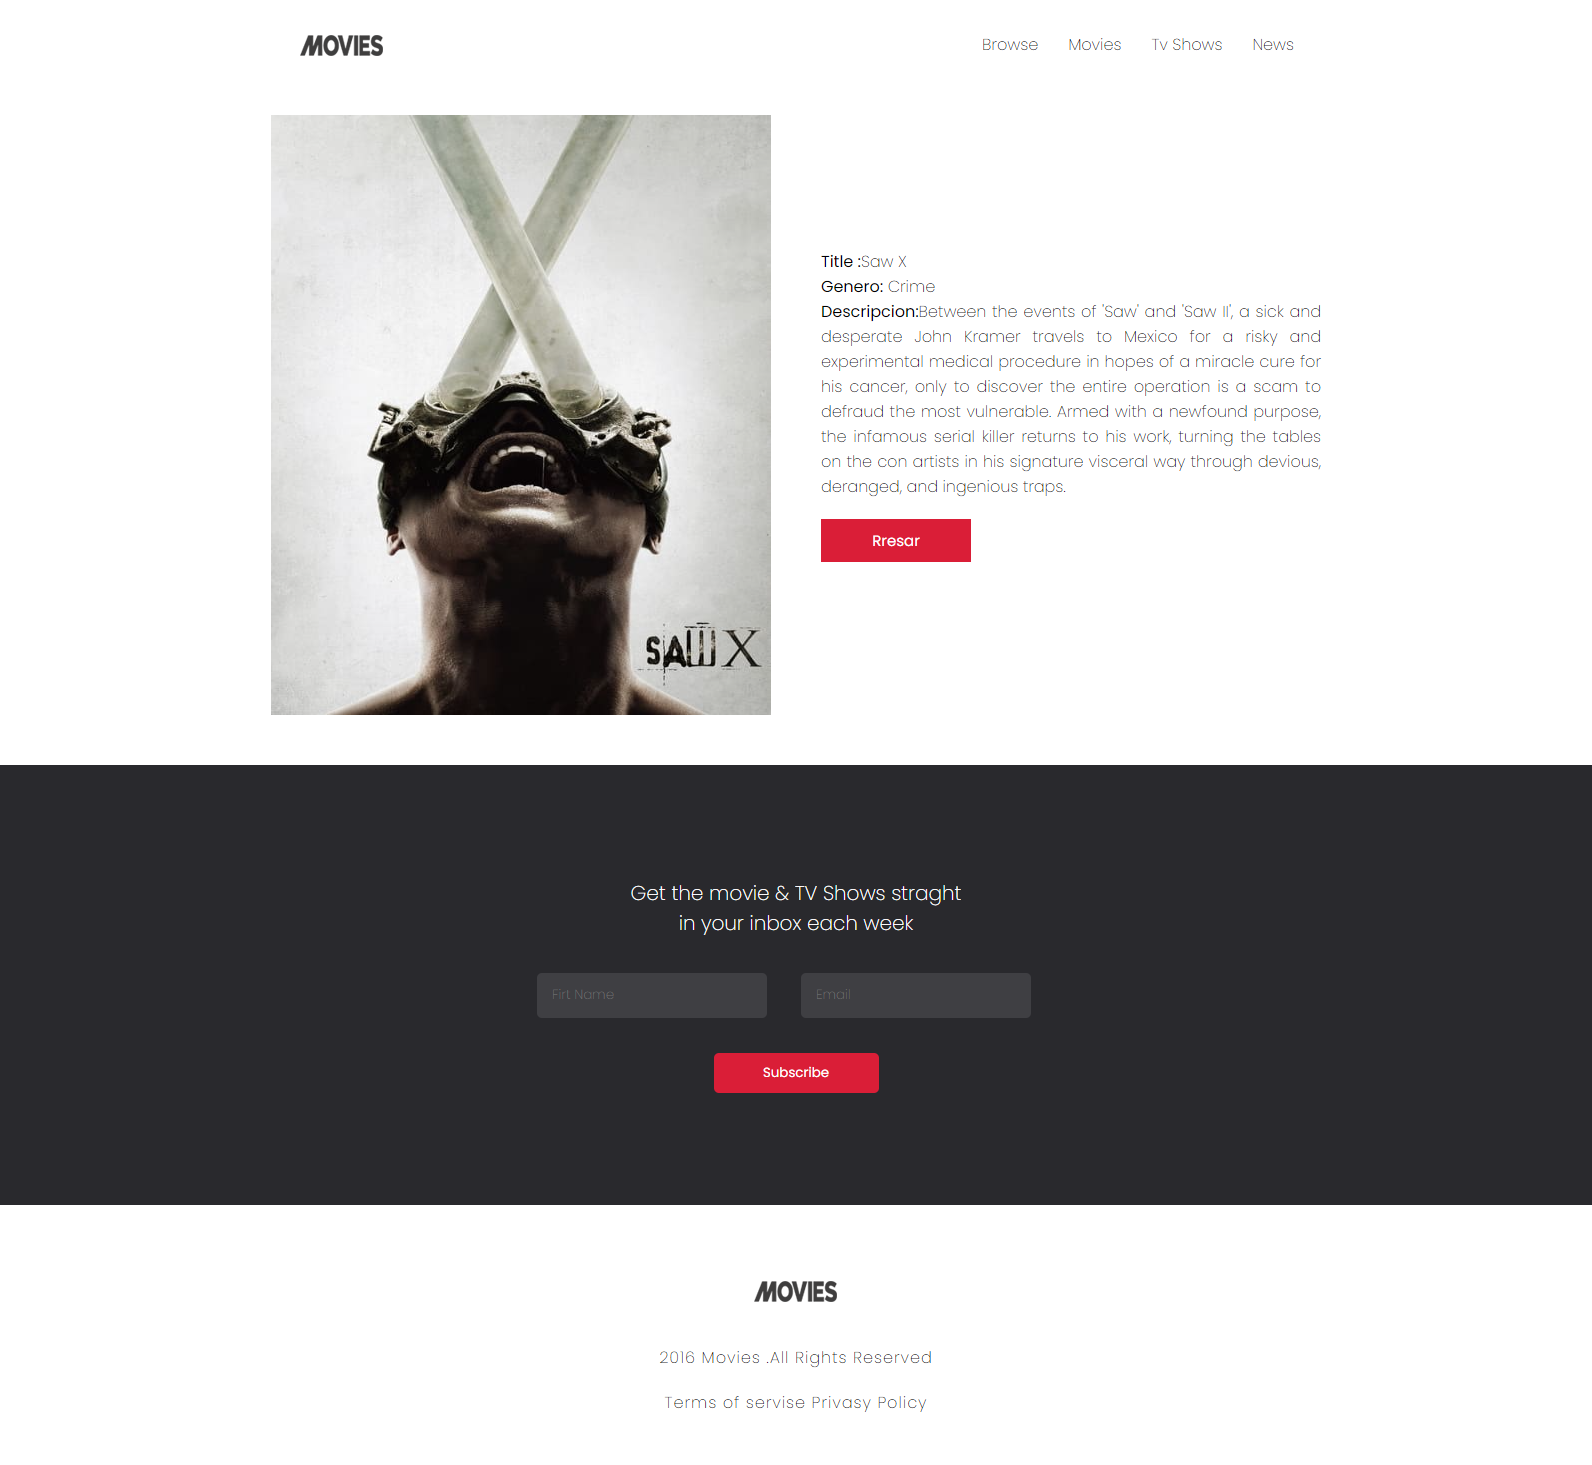 MOVIES
Browse Movies Tv Shows News
Title :Saw X
Genero: Crime
Descripcion:Between the events of 'Saw' and 'Saw II', a sick and
desperate John Kramer travels to Mexico for a risky and
experimental medical procedure in hopes of a miracle cure for
his cancer, only to discover the entire operation is a scam to
defraud the most vulnerable. Armed with a newfound purpose,
the infamous serial killer returns to his work, turning the tables
on the con artists in his signature visceral way through devious,
deranged, and ingenious traps.
Rresar
SAW X
Get the movie & TV Shows straght
in your inbox each week
Firt Name
Email
Subscribe
MOVIES
2016 Movies .All Rights Reserved
Terms of servise Privasy Policy